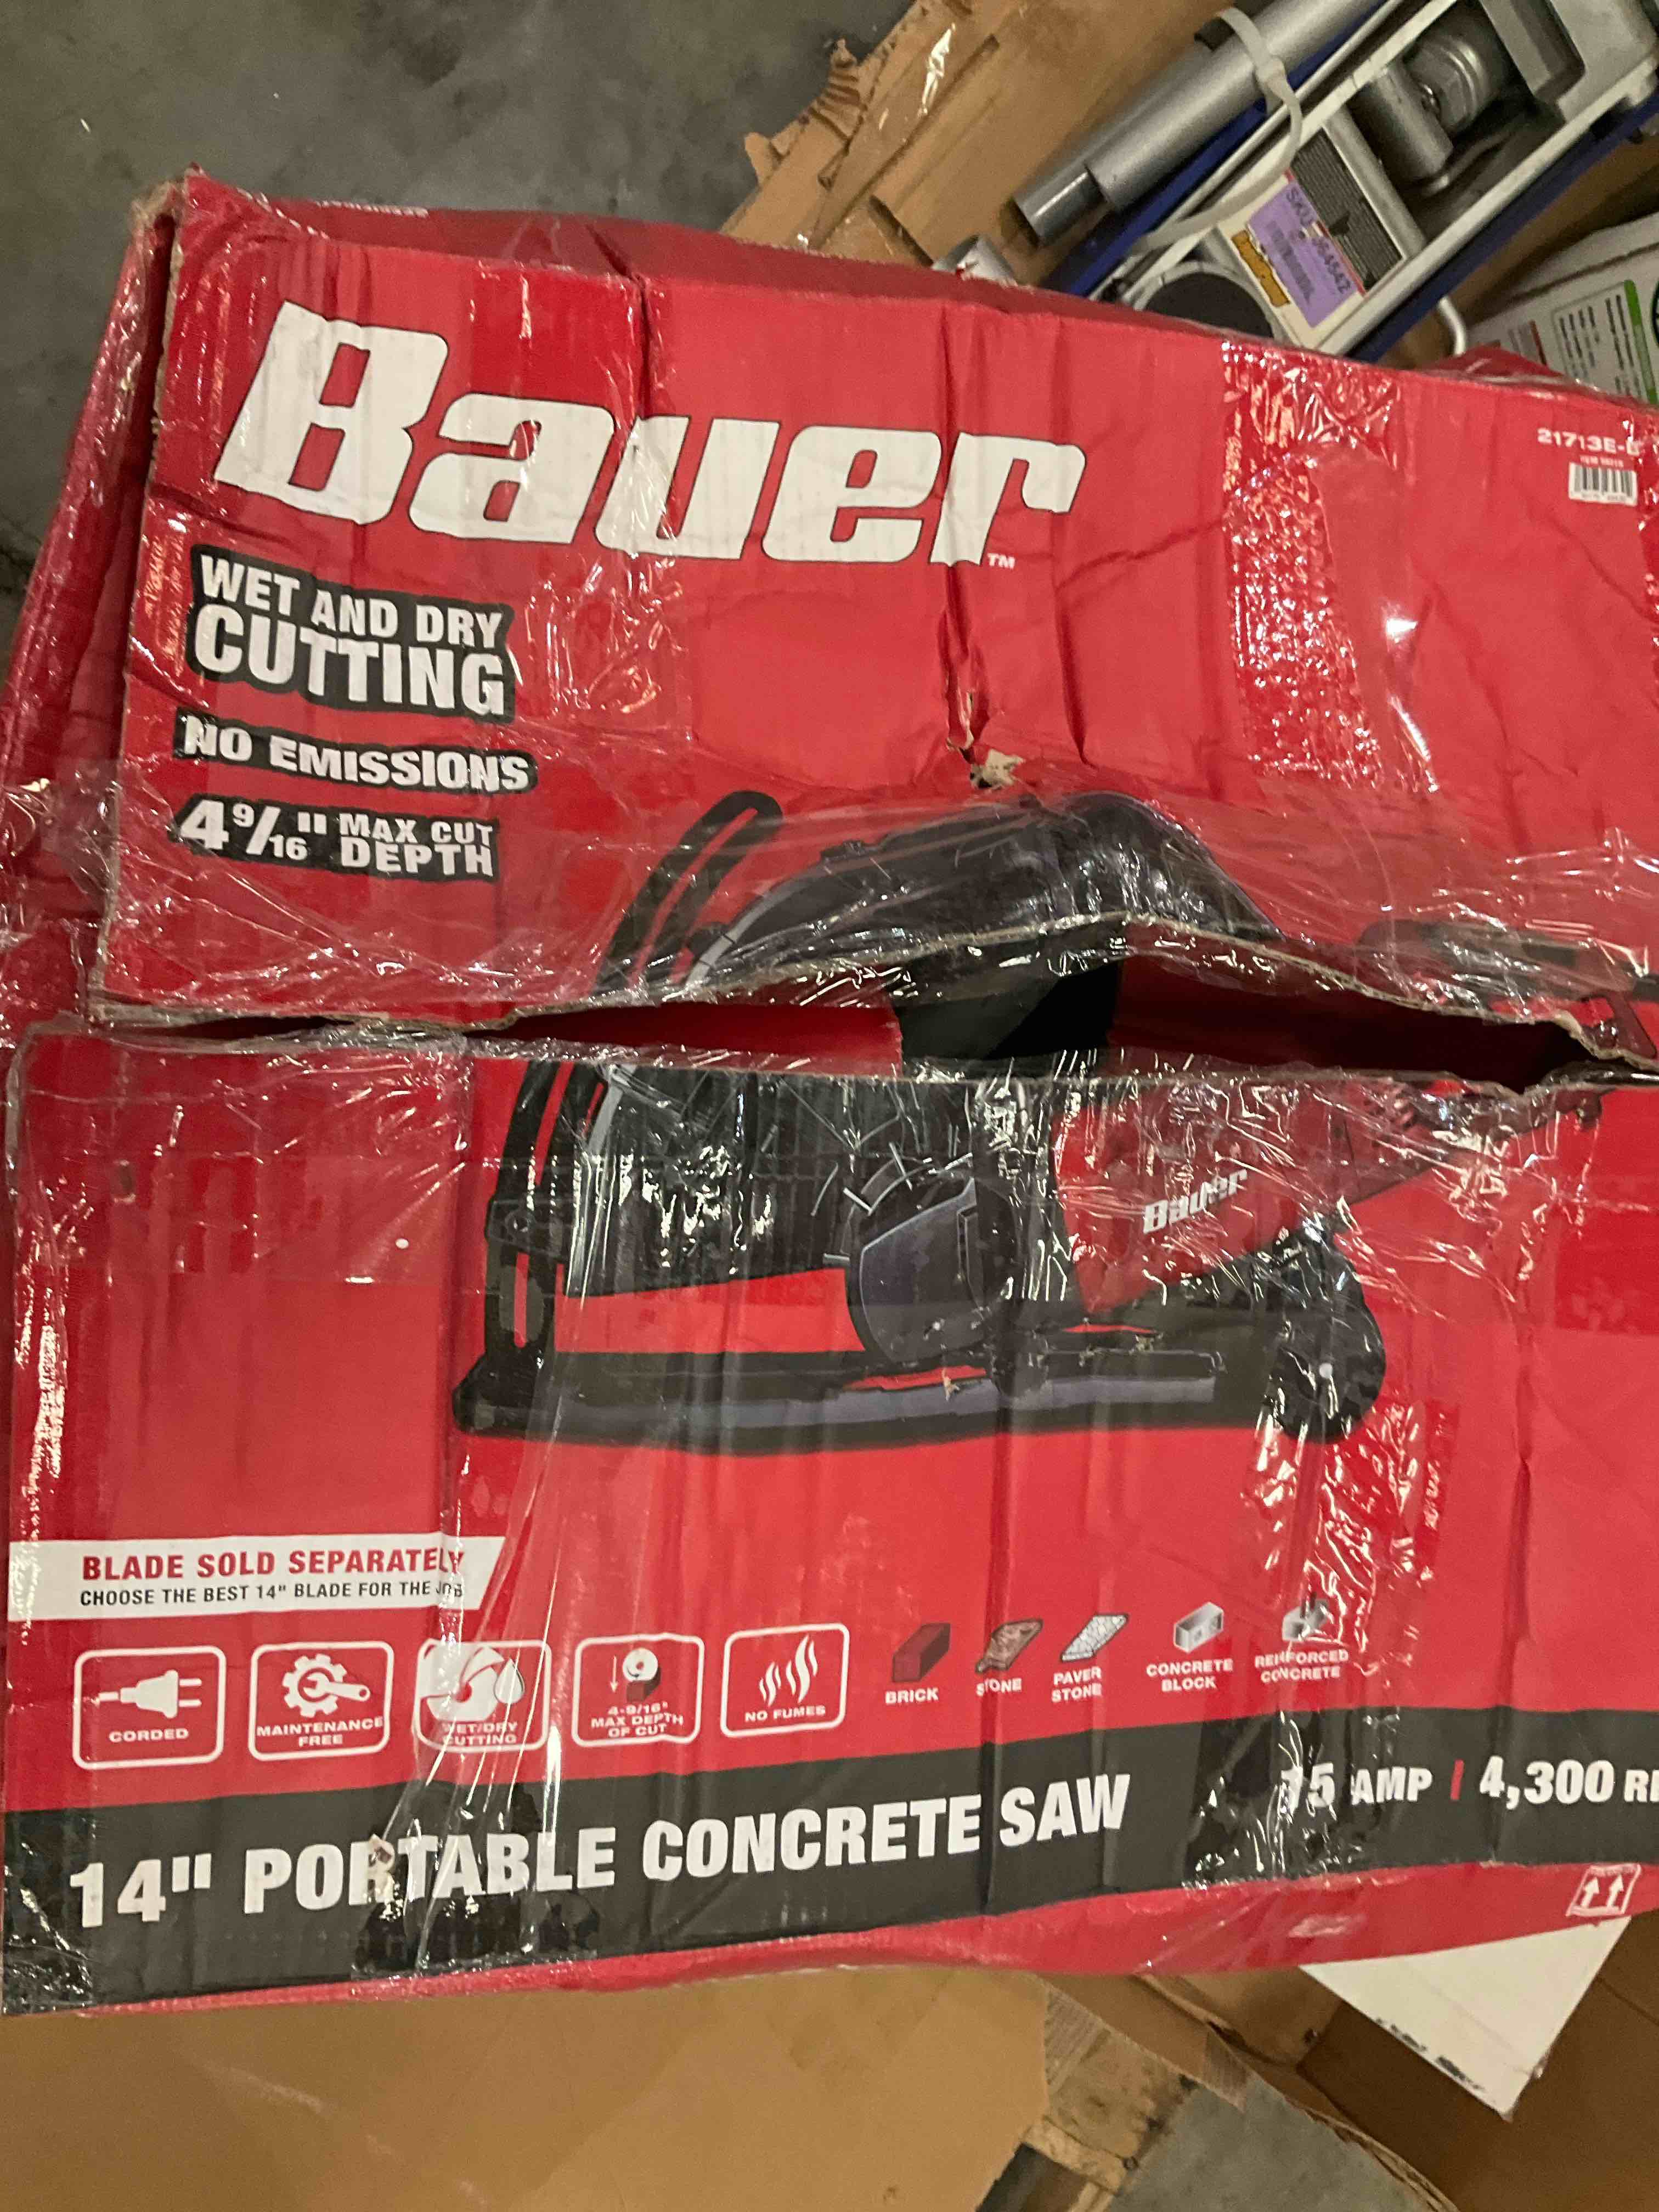 SKU
Bauer™
21713E-B
WET AND DRY
CUTTING
NO EMISSIONS
4 9/16" MAX CUT
DEPTH
Bauer
BLADE SOLD SEPARATELY
CHOOSE THE BEST 14" BLADE FOR THE JOB
CORDED
MAINTENANCE
FREE
WET/DRY
CUTTING
4-9/16"
MAX DEPTH
OF CUT
NO FUMES
BRICK
STONE
PAVER
STONE
CONCRETE
BLOCK
REINFORCED
CONCRETE
14" PORTABLE CONCRETE SAW
15 AMP / 4,300